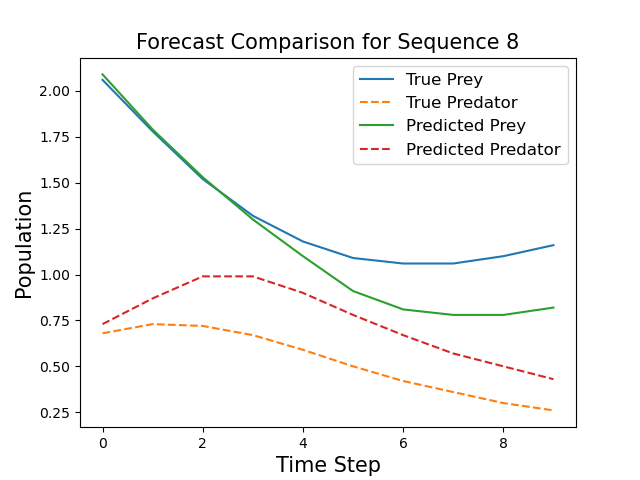 Forecast Comparison for Sequence 8
True Prey
True Predator
Predicted Prey
Predicted Predator
Population
2.00
1.75
1.50
1.25
1.00
0.75
0.50
0.25
0 2 4 6 8
Time Step